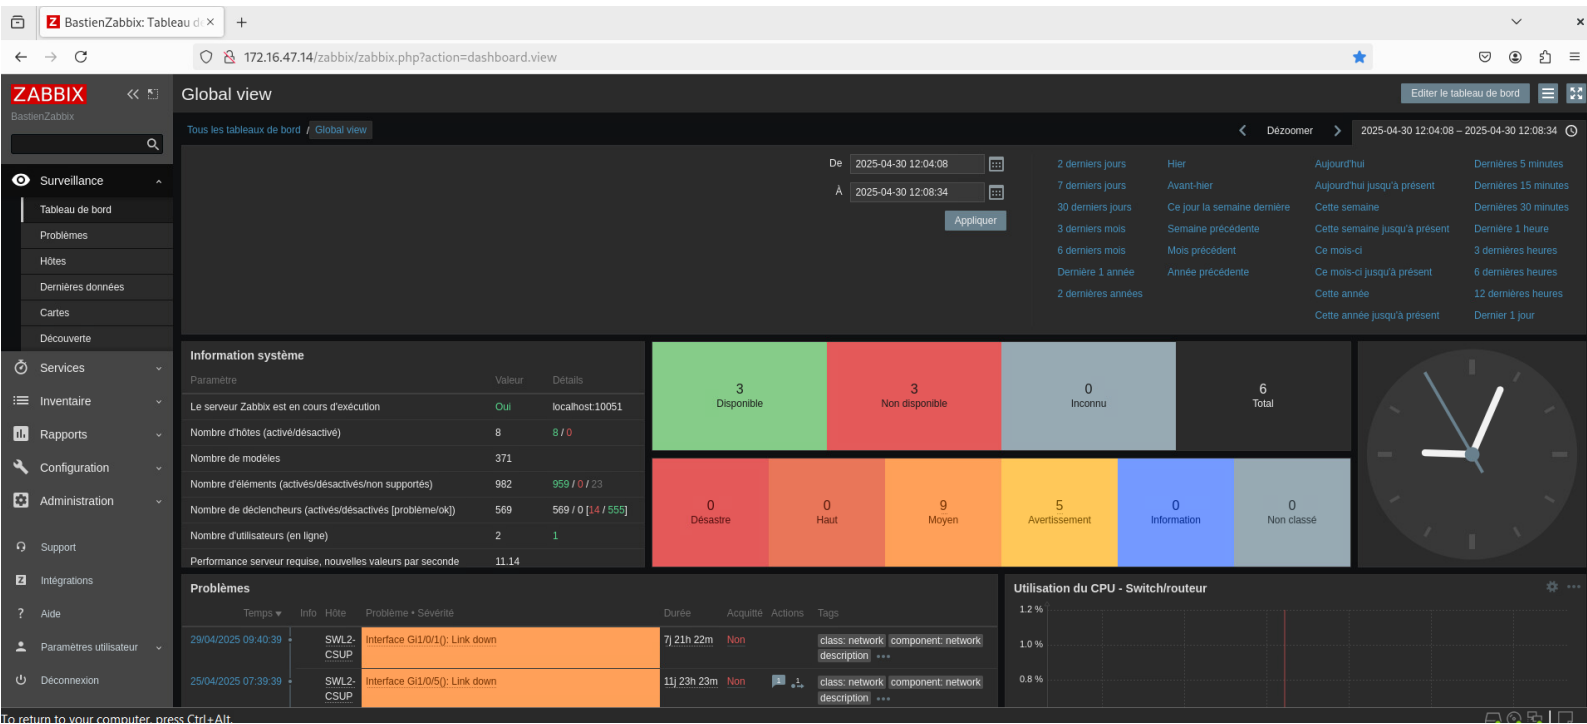 BastienZabbix: Tableau d
172.16.47.14/zabbix/zabbix.php?action=dashboard.view
ZABBIX
BastienZabbix
Surveillance
Tableau de bord
Problèmes
Hôtes
Dernières données
Cartes
Découverte
Services
Inventaire
Rapports
Configuration
Administration
Support
Z Intégrations
? Aide
Paramètres utilisateur
Déconnexion
Global view
Editer le tableau de bord
Tous les tableaux de bord / Global view
Dézoomer
2025-04-30 12:04:08 – 2025-04-30 12:08:34
De 2025-04-30 12:04:08
À 2025-04-30 12:08:34
Appliquer
2 derniers jours Hier Aujourd'hui Dernières 5 minutes
7 derniers jours Avant-hier Aujourd'hui jusqu'à présent Dernières 15 minutes
30 derniers jours Ce jour la semaine dernière Cette semaine Dernières 30 minutes
3 derniers mois Semaine précédente Cette semaine jusqu'à présent Dernière 1 heure
6 derniers mois Mois précédent Ce mois-ci 3 dernières heures
Dernière 1 année Année précédente Ce mois-ci jusqu'à présent 6 dernières heures
2 dernières années Cette année 12 dernières heures
Cette année jusqu'à présent Dernier 1 jour
Information système
Paramètre Valeur Détails
Le serveur Zabbix est en cours d'exécution Oui localhost:10051
Nombre d'hôtes (activé/désactivé) 8 8 / 0
Nombre de modèles 371
Nombre d'éléments (activés/désactivés/non supportés) 982 959 / 0 / 23
Nombre de déclencheurs (activés/désactivés [problème/ok]) 569 569 / 0 [14 / 555]
Nombre d'utilisateurs (en ligne) 2 1
Performance serveur requise, nouvelles valeurs par seconde 11.14
3 3 0 6
Disponible Non disponible Inconnu Total
0 0 9 5 0 0
Désastre Haut Moyen Avertissement Information Non classé
Problèmes
Temps Info Hôte Problème • Sévérité Durée Acquitté Actions Tags
29/04/2025 09:40:39 SWL2- Interface Gi1/0/1(): Link down 7j 21h 22m Non class: network component: network
CSUP description •••
25/04/2025 07:39:39 SWL2- Interface Gi1/0/5(): Link down 11j 23h 23m Non 1 1 class: network component: network
CSUP description •••
Utilisation du CPU - Switch/routeur
1.2 %
1.0 %
0.8 %
To return to your computer, press Ctrl+Alt.